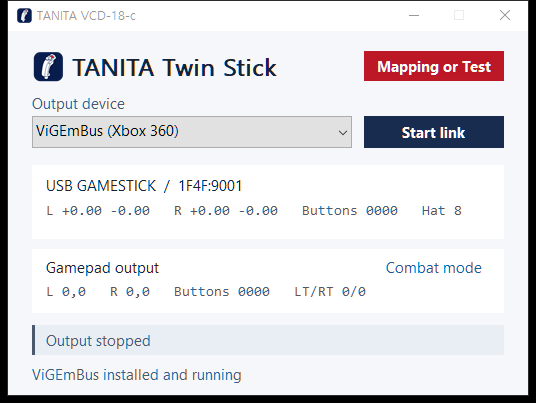 TANITA VCD-18-c
TANITA Twin Stick
Mapping or Test
Output device
ViGEmBus (Xbox 360)
Start link
USB GAMESTICK / 1F4F:9001
L +0.00 -0.00 R +0.00 -0.00 Buttons 0000 Hat 8
Gamepad output
Combat mode
L 0,0 R 0,0 Buttons 0000 LT/RT 0/0
Output stopped
ViGEmBus installed and running